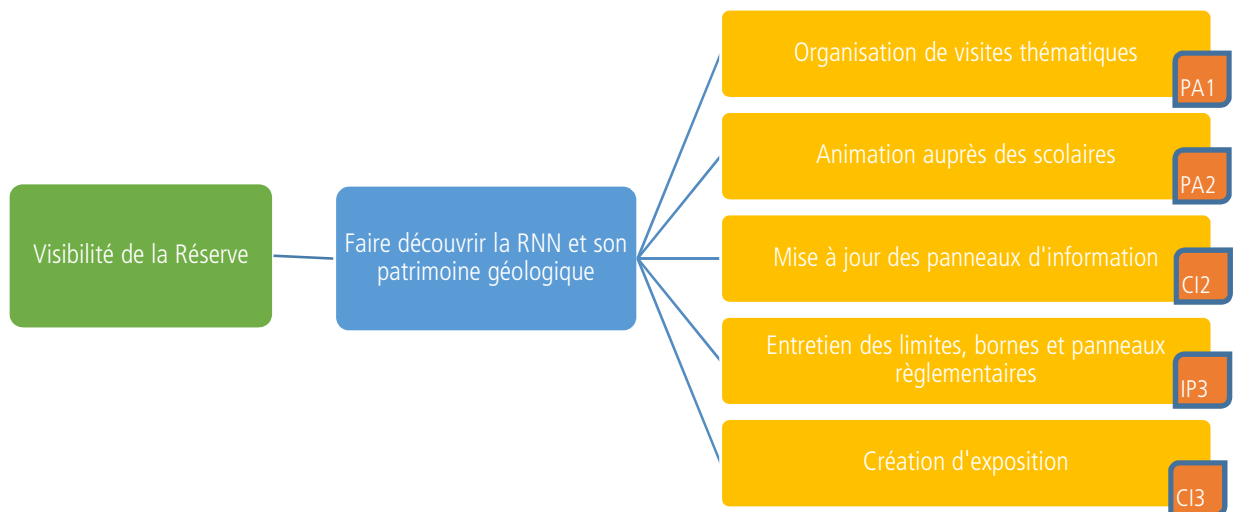 Organisation de visites thématiques
PA1
Animation auprès des scolaires
PA2
Visibilité de la Réserve
Faire découvrir la RNN et son
patrimoine géologique
Mise à jour des panneaux d'information
CI2
Entretien des limites, bornes et panneaux
règlementaires
IP3
Création d'exposition
CI3